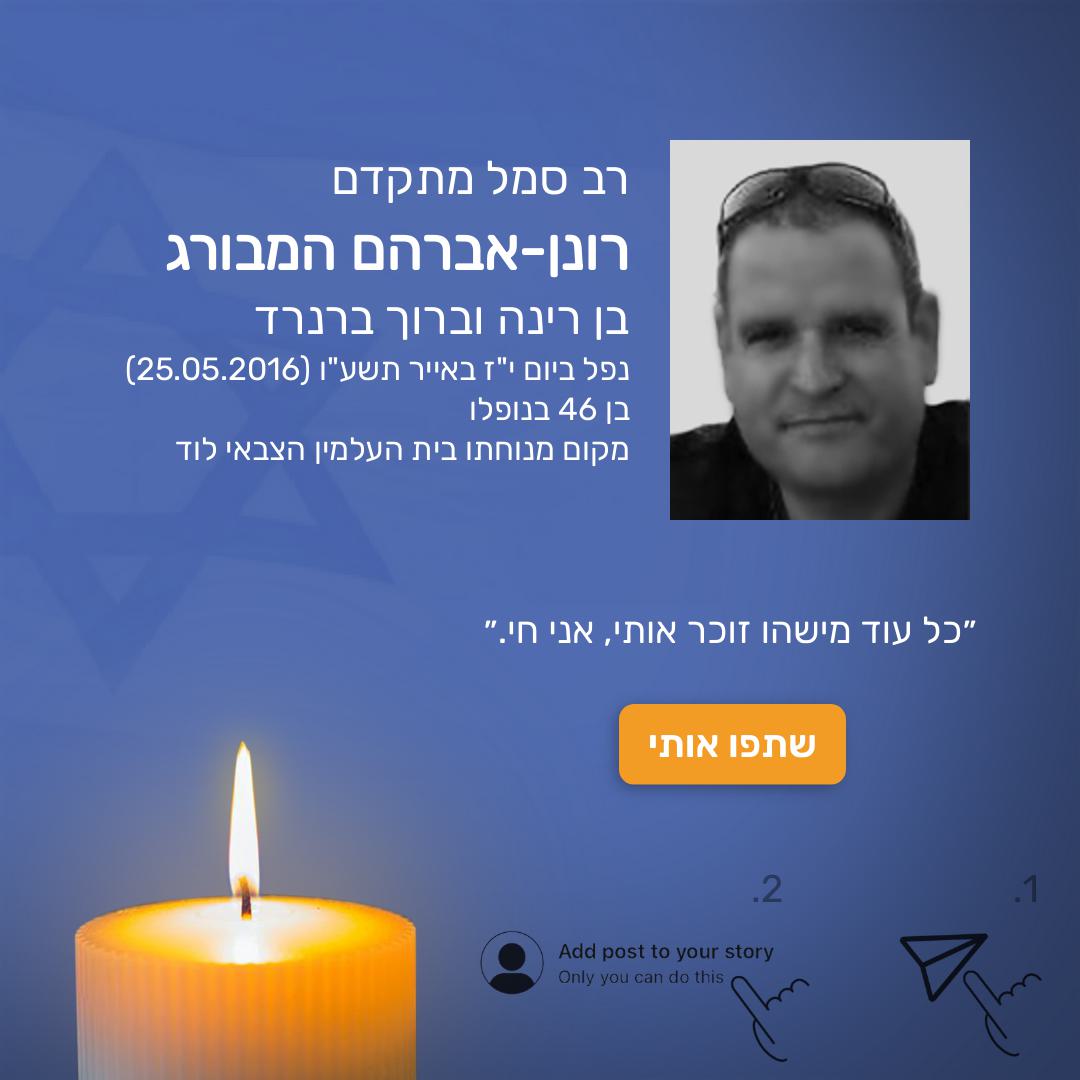 רב סמל מתקדם
רונן-אברהם המבורג
בן רינה וברוך ברנרד
נפל ביום י"ז באייר תשע"ו (25.05.2016)
בן 46 בנופלו
מקום מנוחתו בית העלמין הצבאי לוד
״כל עוד מישהו זוכר אותי, אני חי.״
שתפו אותי
.1
.2
Add post to your story
Only you can do this